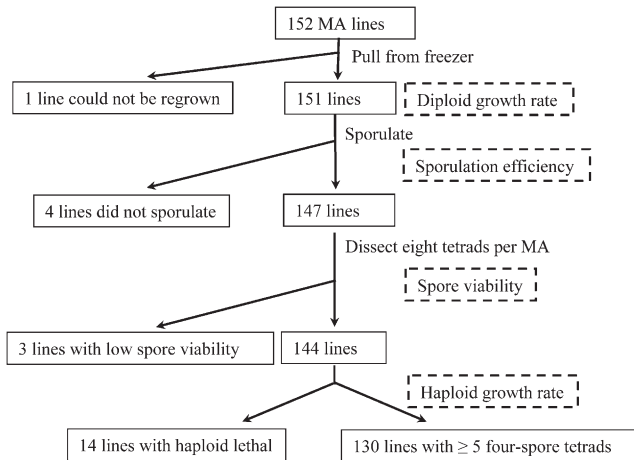 152 MA lines
Pull from freezer
1 line could not be regrown
151 lines
Diploid growth rate
Sporulate
Sporulation efficiency
4 lines did not sporulate
147 lines
Dissect eight tetrads per MA
Spore viability
3 lines with low spore viability
144 lines
Haploid growth rate
14 lines with haploid lethal
130 lines with ≥ 5 four-spore tetrads